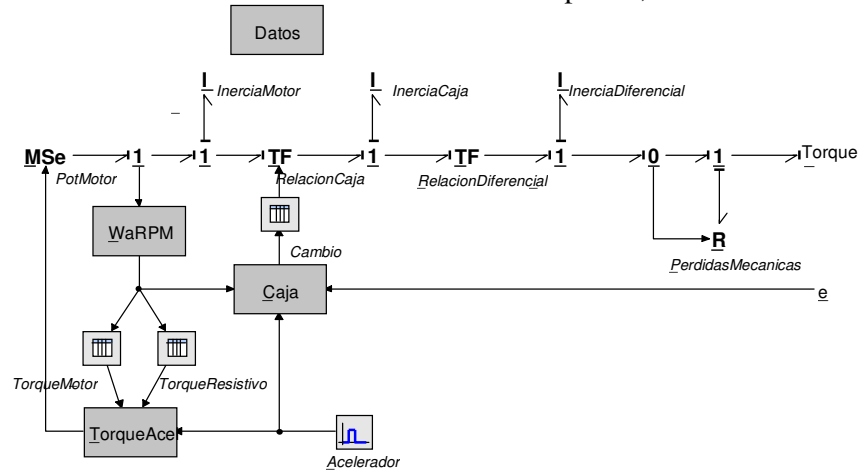 Datos
I
InerciaMotor
I
InerciaCaja
I
InerciaDiferencial
MSe
1
1
TF
1
TF
1
0
1
Torque
PotMotor
RelacionCaja
RelacionDiferencial
WaRPM
Cambio
R
PerdidasMecanicas
Caja
e
TorqueMotor
TorqueResistivo
TorqueAcel
Acelerador